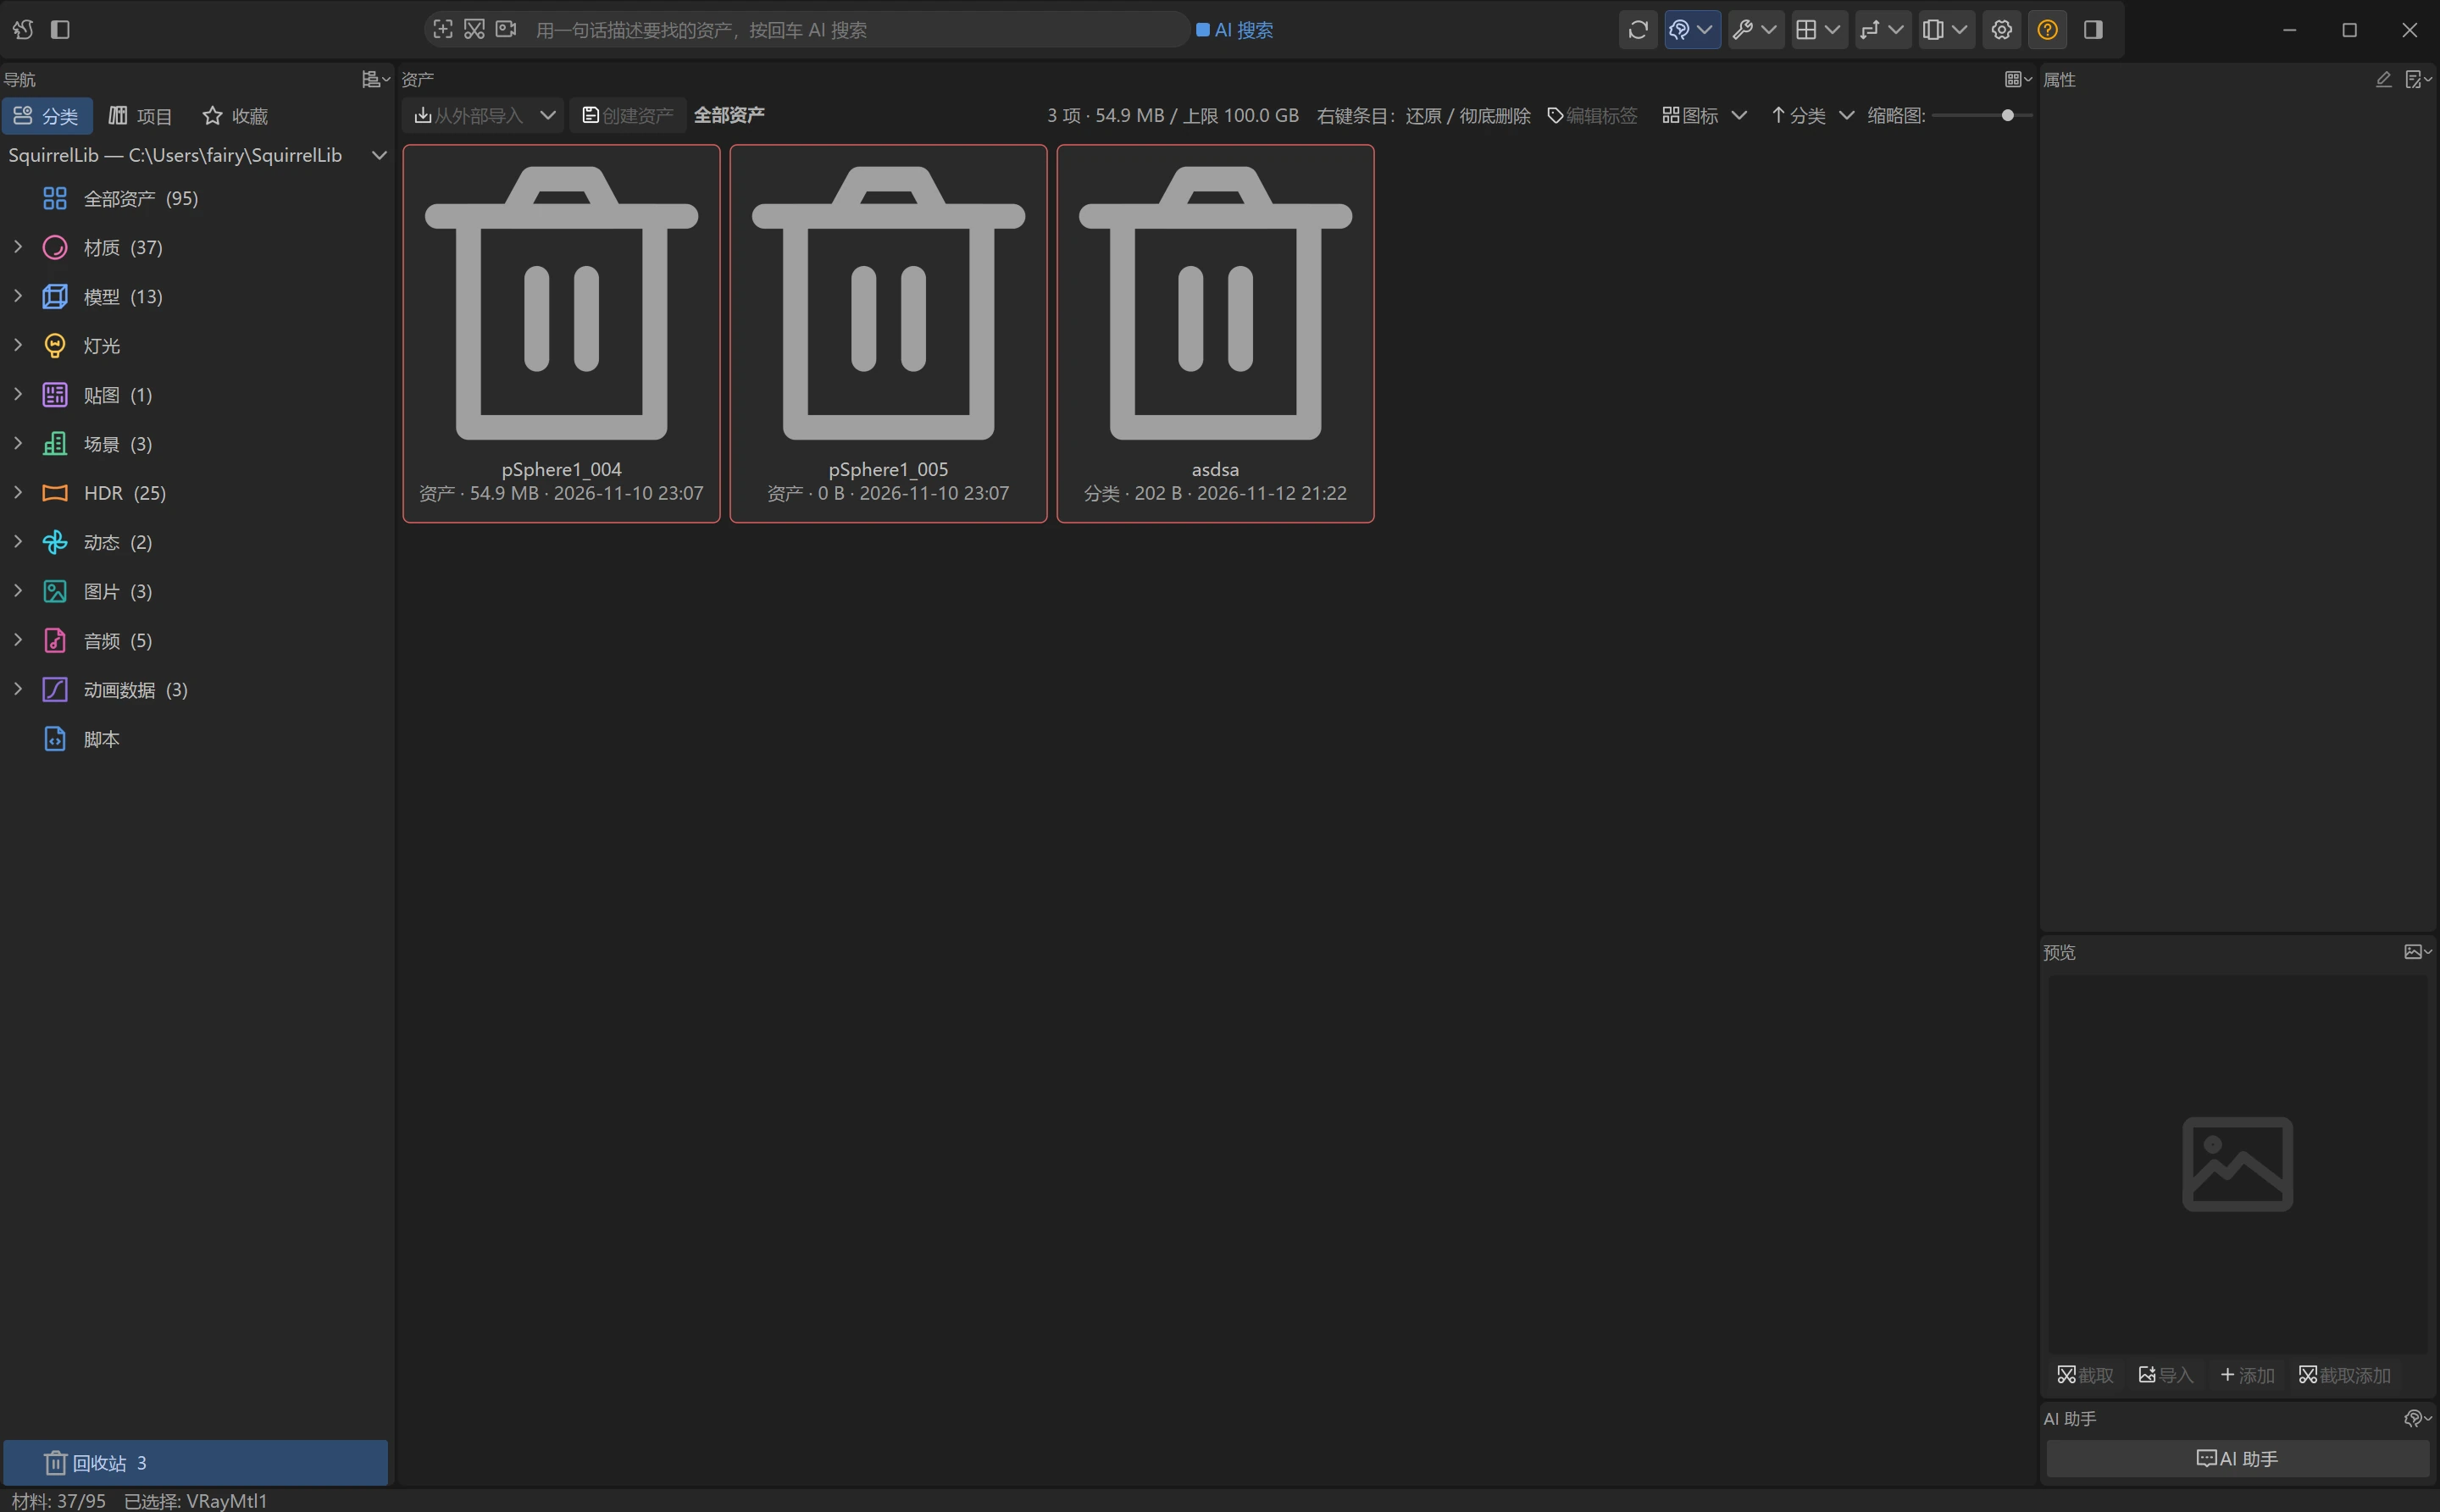 用一句话描述要找的资产，按回车 AI 搜索
AI 搜索
导航
分类
项目
收藏
SquirrelLib — C:\Users\fairy\SquirrelLib
全部资产 (95)
材质 (37)
模型 (13)
灯光
贴图 (1)
场景 (3)
HDR (25)
动态 (2)
图片 (3)
音频 (5)
动画数据 (3)
脚本
回收站 3
材料: 37/95 已选择: VRayMtl1
资产
从外部导入
创建资产
全部资产
3 项 · 54.9 MB / 上限 100.0 GB
右键条目：还原 / 彻底删除
编辑标签
图标
分类
缩略图:
pSphere1_004
资产 · 54.9 MB · 2026-11-10 23:07
pSphere1_005
资产 · 0 B · 2026-11-10 23:07
asdsa
分类 · 202 B · 2026-11-12 21:22
属性
预览
截取
导入
添加
截取添加
AI 助手
AI 助手